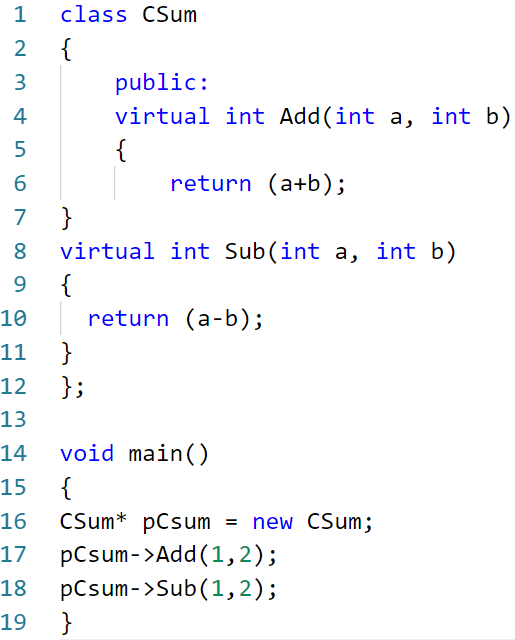 1 class CSum
2 {
3 public:
4 virtual int Add(int a, int b)
5 {
6 return (a+b);
7 }
8 virtual int Sub(int a, int b)
9 {
10 return (a-b);
11 }
12 };
13
14 void main()
15 {
16 CSum* pCsum = new CSum;
17 pCsum->Add(1,2);
18 pCsum->Sub(1,2);
19 }